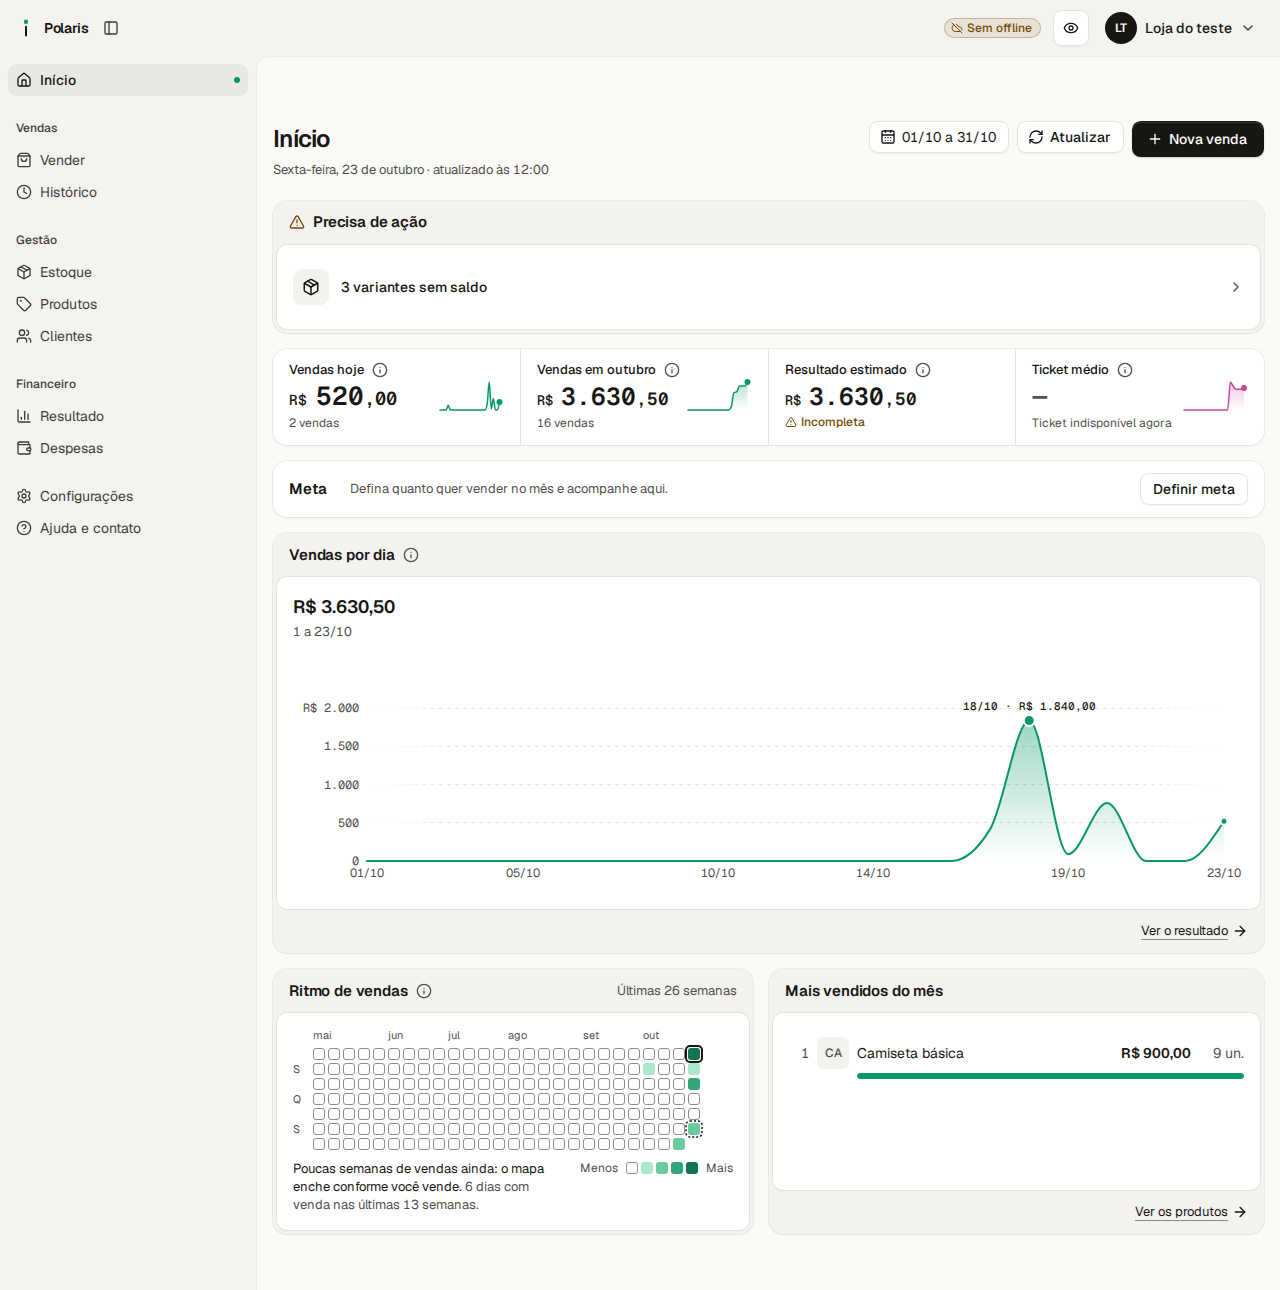 Polaris
Sem offline
LT
Loja do teste
Início
Vendas
Vender
Histórico
Gestão
Estoque
Produtos
Clientes
Financeiro
Resultado
Despesas
Configurações
Ajuda e contato
Início
Sexta-feira, 23 de outubro · atualizado às 12:00
01/10 a 31/10
Atualizar
Nova venda
Precisa de ação
3 variantes sem saldo
Vendas hoje
R$ 520,00
2 vendas
Vendas em outubro
R$ 3.630,50
16 vendas
Resultado estimado
R$ 3.630,50
Incompleta
Ticket médio
—
Ticket indisponível agora
Meta
Defina quanto quer vender no mês e acompanhe aqui.
Definir meta
Vendas por dia
R$ 3.630,50
1 a 23/10
R$ 2.000
1.500
1.000
500
0
18/10 · R$ 1.840,00
01/10
05/10
10/10
14/10
19/10
23/10
Ver o resultado
Ritmo de vendas
Últimas 26 semanas
mai jun jul ago set out
S
Q
S
Poucas semanas de vendas ainda: o mapa
enche conforme você vende. 6 dias com
venda nas últimas 13 semanas.
Menos
Mais
Mais vendidos do mês
1 CA Camiseta básica R$ 900,00 9 un.
Ver os produtos